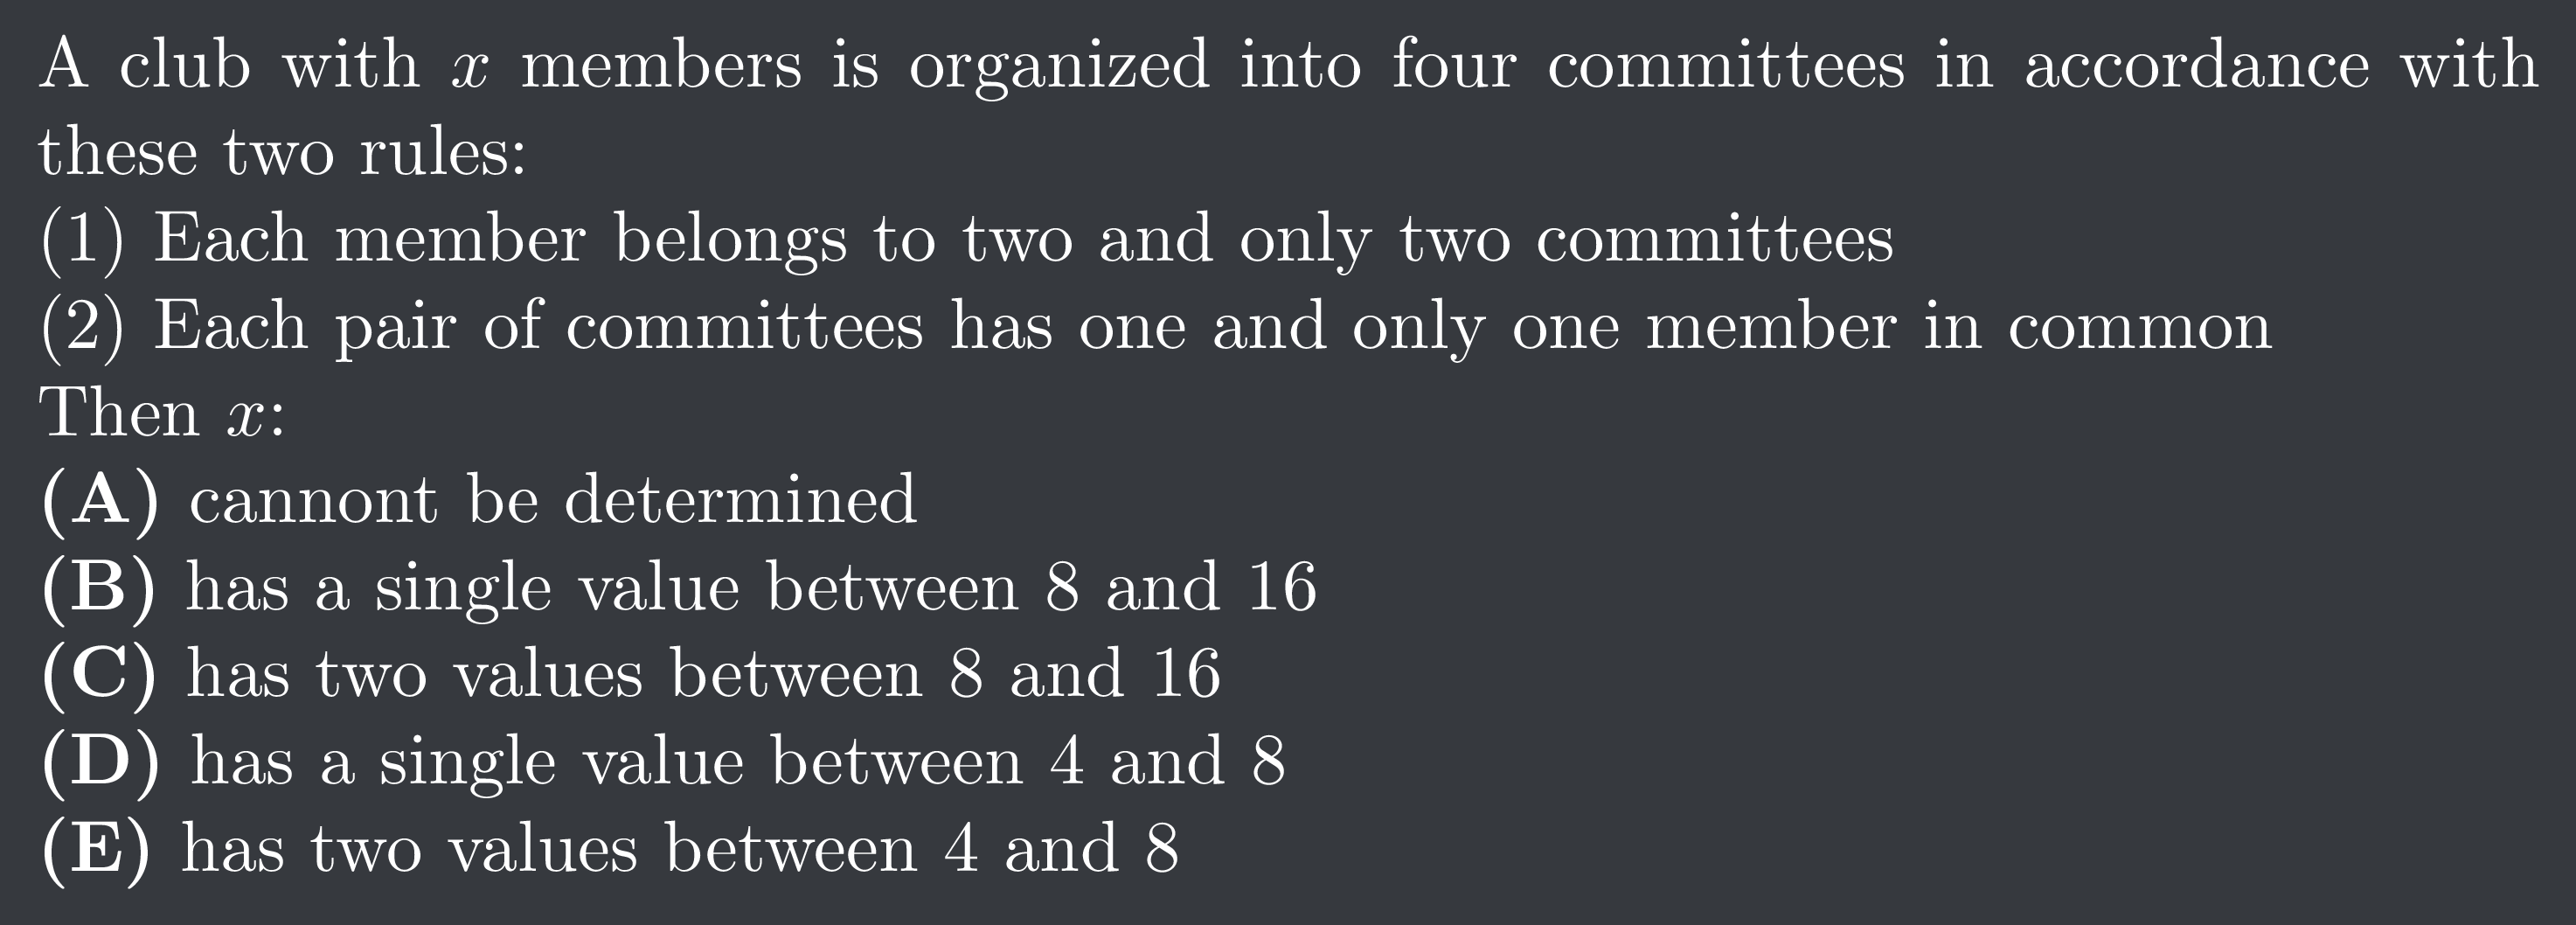 A club with x members is organized into four committees in accordance with
these two rules:
(1) Each member belongs to two and only two committees
(2) Each pair of committees has one and only one member in common
Then x:
(A) cannont be determined
(B) has a single value between 8 and 16
(C) has two values between 8 and 16
(D) has a single value between 4 and 8
(E) has two values between 4 and 8